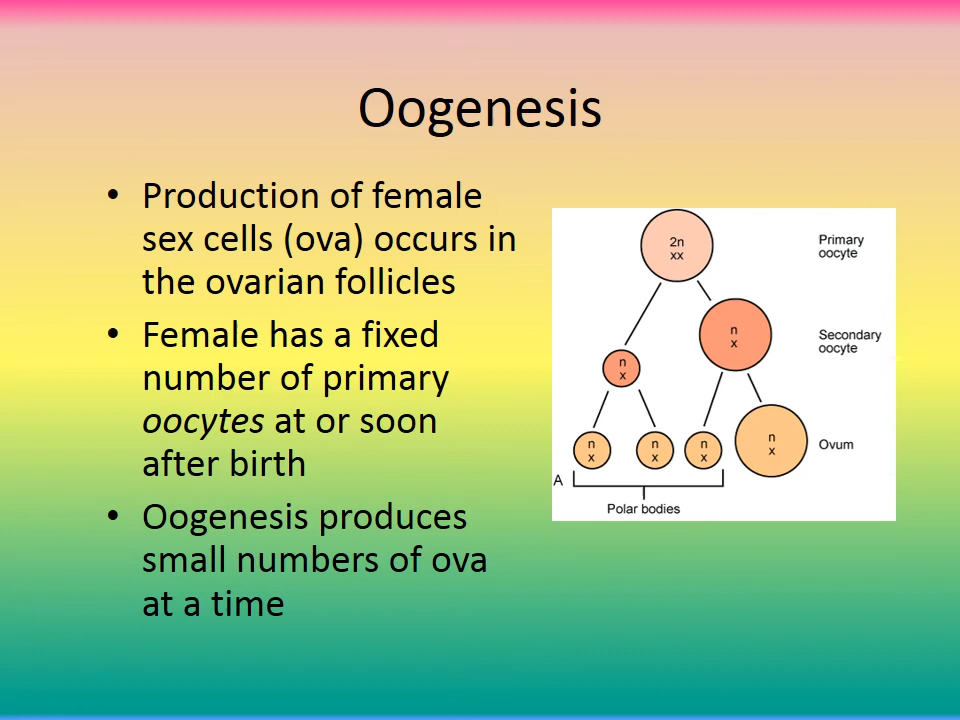 Oogenesis
• Production of female
sex cells (ova) occurs in
the ovarian follicles
• Female has a fixed
number of primary
oocytes at or soon
after birth
• Oogenesis produces
small numbers of ova
at a time
2n
xx
Primary
oocyte
n
x
Secondary
oocyte
n
x
n
x
n
x
n
x
n
x
Ovum
A
Polar bodies